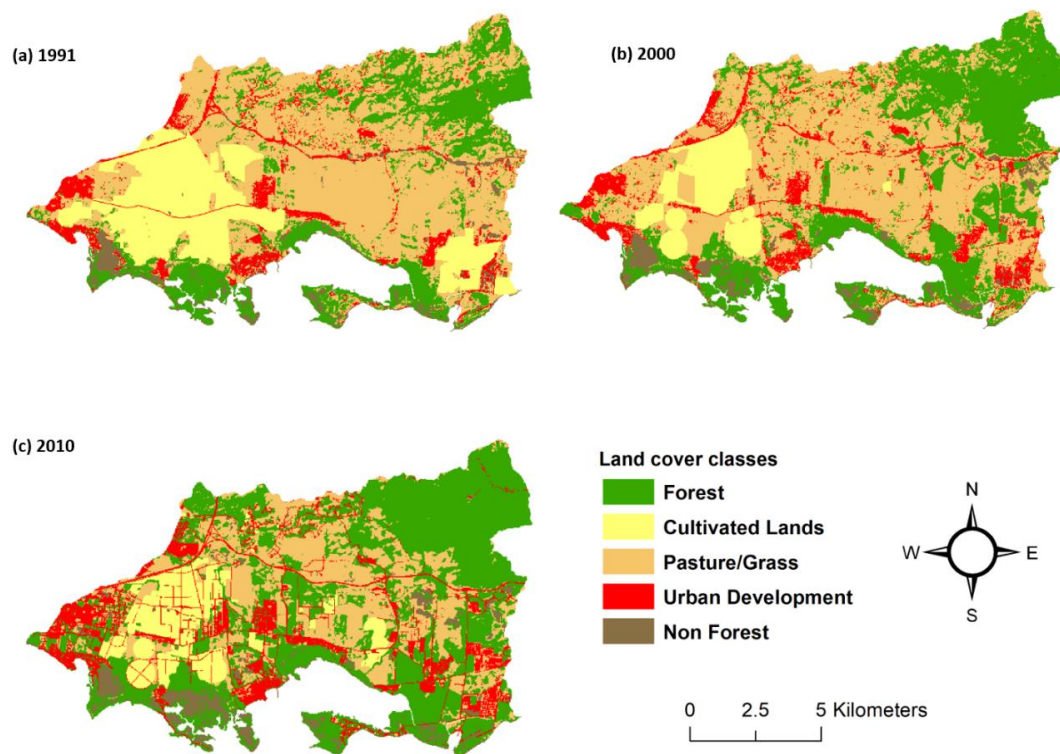 (a) 1991
(b) 2000
(c) 2010
Land cover classes
Forest
Cultivated Lands
Pasture/Grass
Urban Development
Non Forest
N
W E
S
0 2.5 5 Kilometers